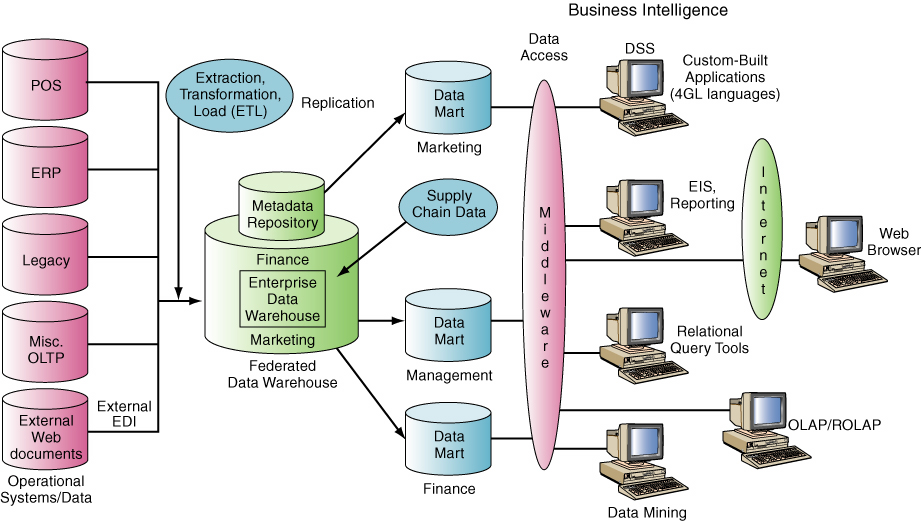 Business Intelligence
POS
ERP
Legacy
Misc.
OLTP
External
Web
documents
Operational
Systems/Data
External
EDI
Extraction,
Transformation,
Load (ETL)
Replication
Metadata
Repository
Finance
Enterprise
Data
Warehouse
Marketing
Federated
Data Warehouse
Supply
Chain Data
Data
Mart
Marketing
Data
Mart
Management
Data
Mart
Finance
Data
Access
Middleware
DSS
Custom-Built
Applications
(4GL languages)
EIS,
Reporting
Internet
Web
Browser
Relational
Query Tools
OLAP/ROLAP
Data Mining